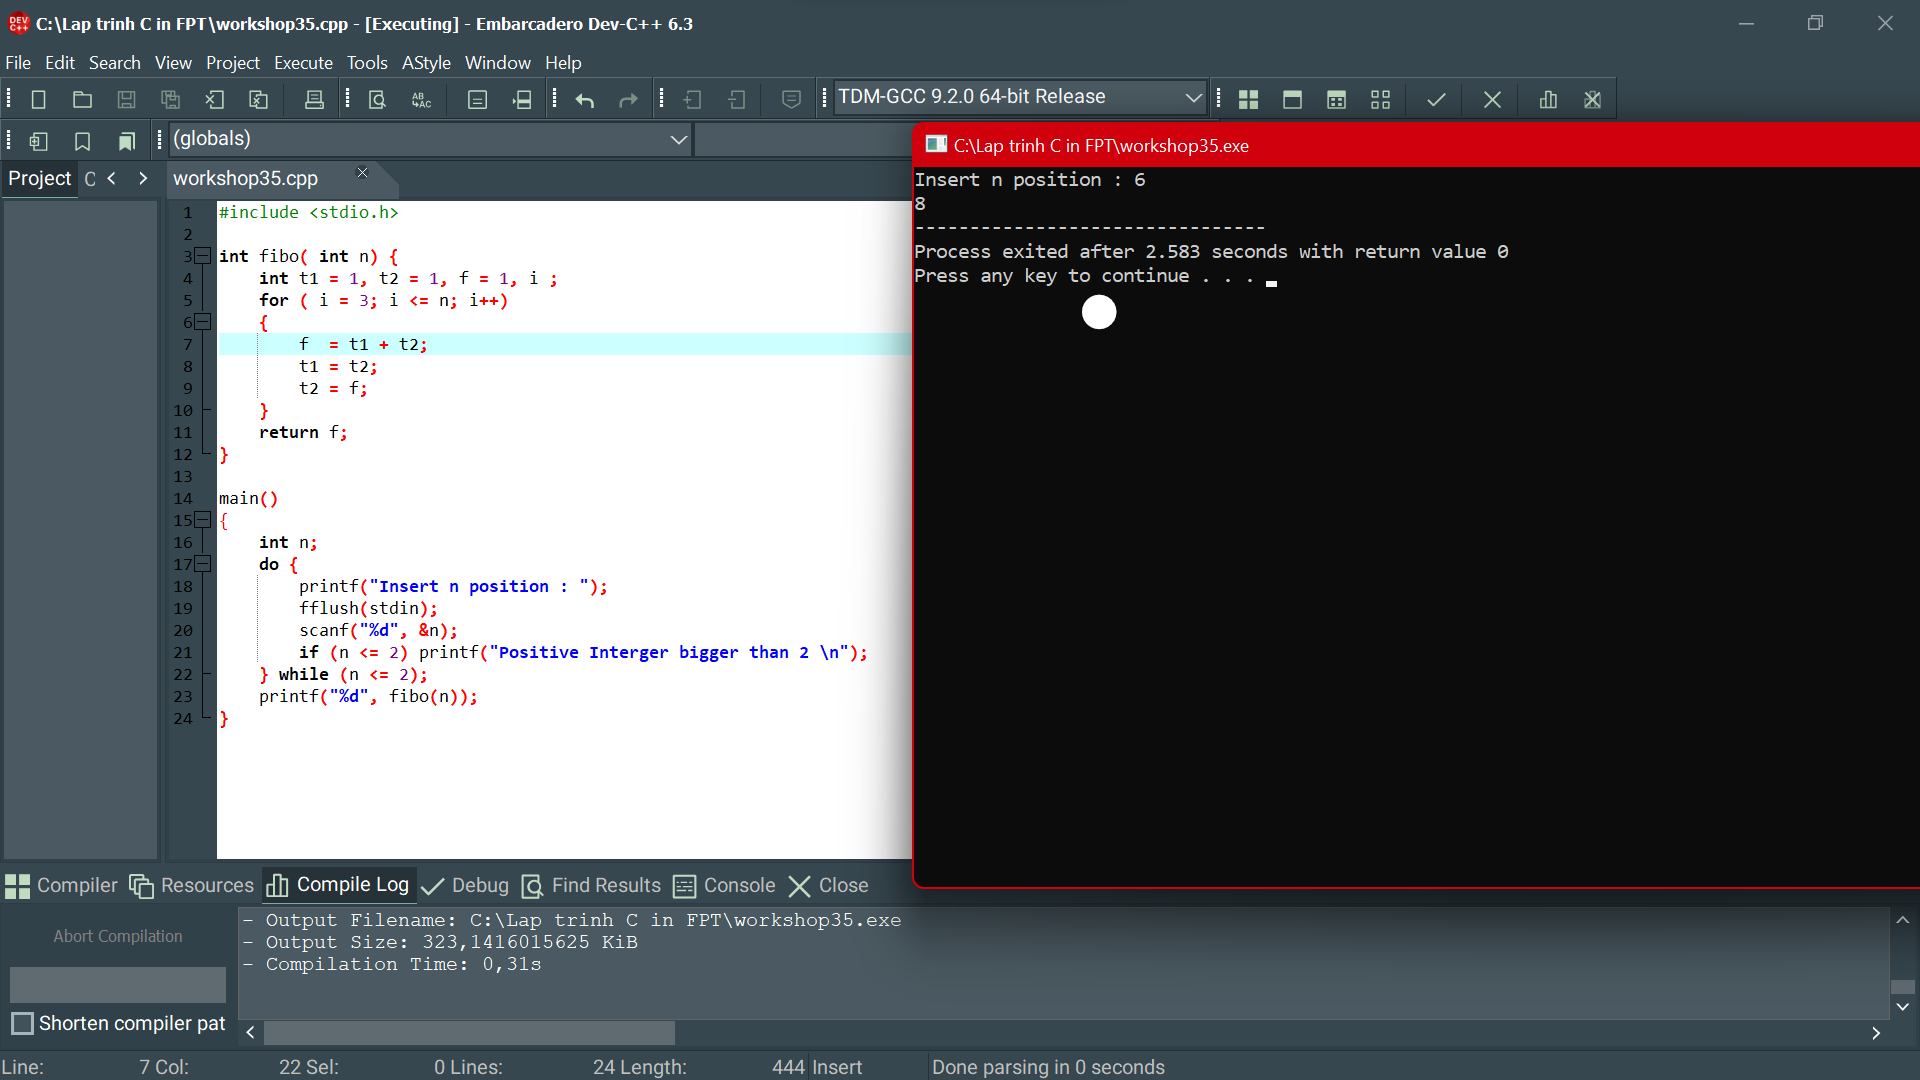 C:\Lap trinh C in FPT\workshop35.cpp - [Executing] - Embarcadero Dev-C++ 6.3
File Edit Search View Project Execute Tools AStyle Window Help
TDM-GCC 9.2.0 64-bit Release
(globals)
Project C
workshop35.cpp
1 #include <stdio.h>
2
3 int fibo( int n) {
4     int t1 = 1, t2 = 1, f = 1, i ;
5     for ( i = 3; i <= n; i++)
6     {
7         f  = t1 + t2;
8         t1 = t2;
9         t2 = f;
10     }
11     return f;
12 }
13
14 main()
15 {
16     int n;
17     do {
18         printf("Insert n position : ");
19         fflush(stdin);
20         scanf("%d", &n);
21         if (n <= 2) printf("Positive Interger bigger than 2 \n");
22     } while (n <= 2);
23     printf("%d", fibo(n));
24 }
C:\Lap trinh C in FPT\workshop35.exe
Insert n position : 6
8
--------------------------------
Process exited after 2.583 seconds with return value 0
Press any key to continue . . .
Compiler Resources Compile Log Debug Find Results Console Close
Abort Compilation
Shorten compiler pat
- Output Filename: C:\Lap trinh C in FPT\workshop35.exe
- Output Size: 323,1416015625 KiB
- Compilation Time: 0,31s
Line: 7 Col: 22 Sel: 0 Lines: 24 Length: 444 Insert Done parsing in 0 seconds